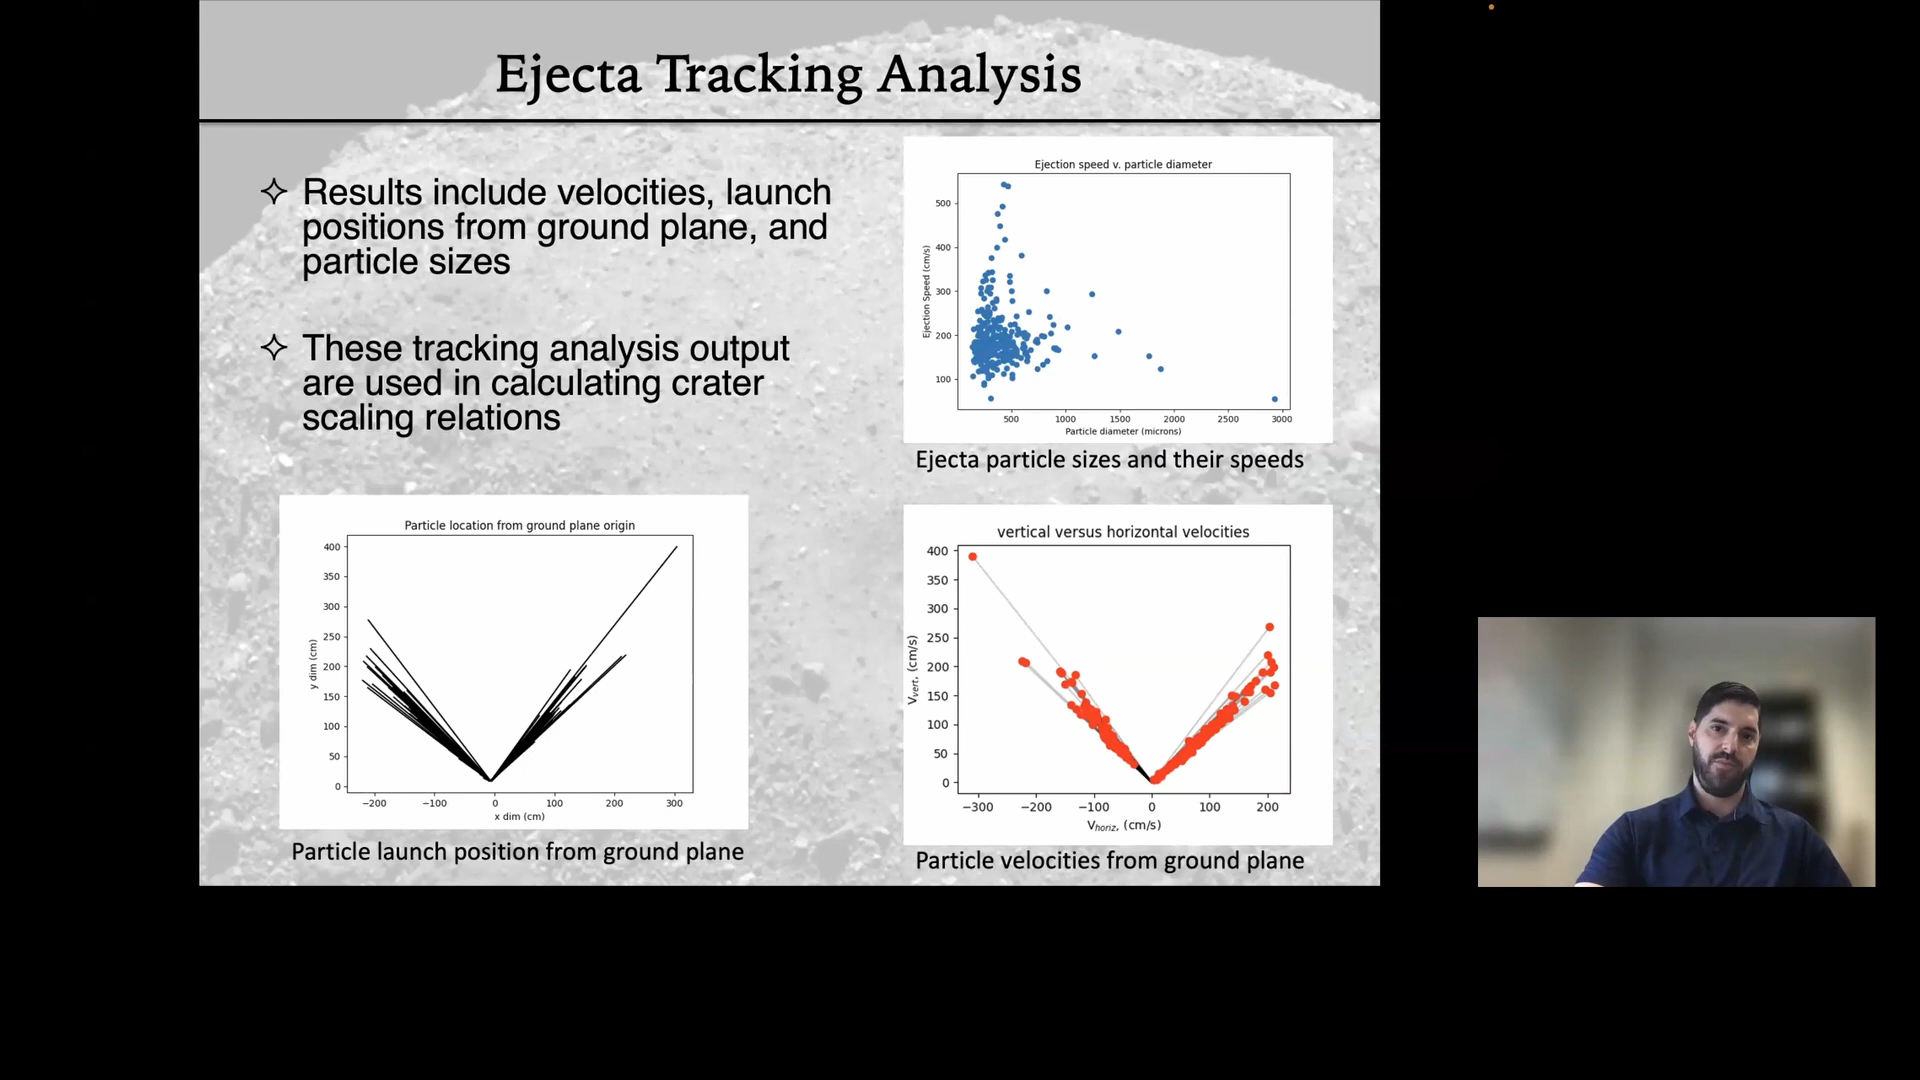 Ejecta Tracking Analysis
Results include velocities, launch
positions from ground plane, and
particle sizes
These tracking analysis output
are used in calculating crater
scaling relations
Ejection speed v. particle diameter
Ejection Speed (cm/s)
500
400
300
200
100
500 1000 1500 2000 2500 3000
Particle diameter (microns)
Ejecta particle sizes and their speeds
Particle location from ground plane origin
y dim (cm)
400
350
300
250
200
150
100
50
0
−200 −100 0 100 200 300
x dim (cm)
Particle launch position from ground plane
vertical versus horizontal velocities
Vvert, (cm/s)
400
350
300
250
200
150
100
50
0
−300 −200 −100 0 100 200
Vhoriz, (cm/s)
Particle velocities from ground plane